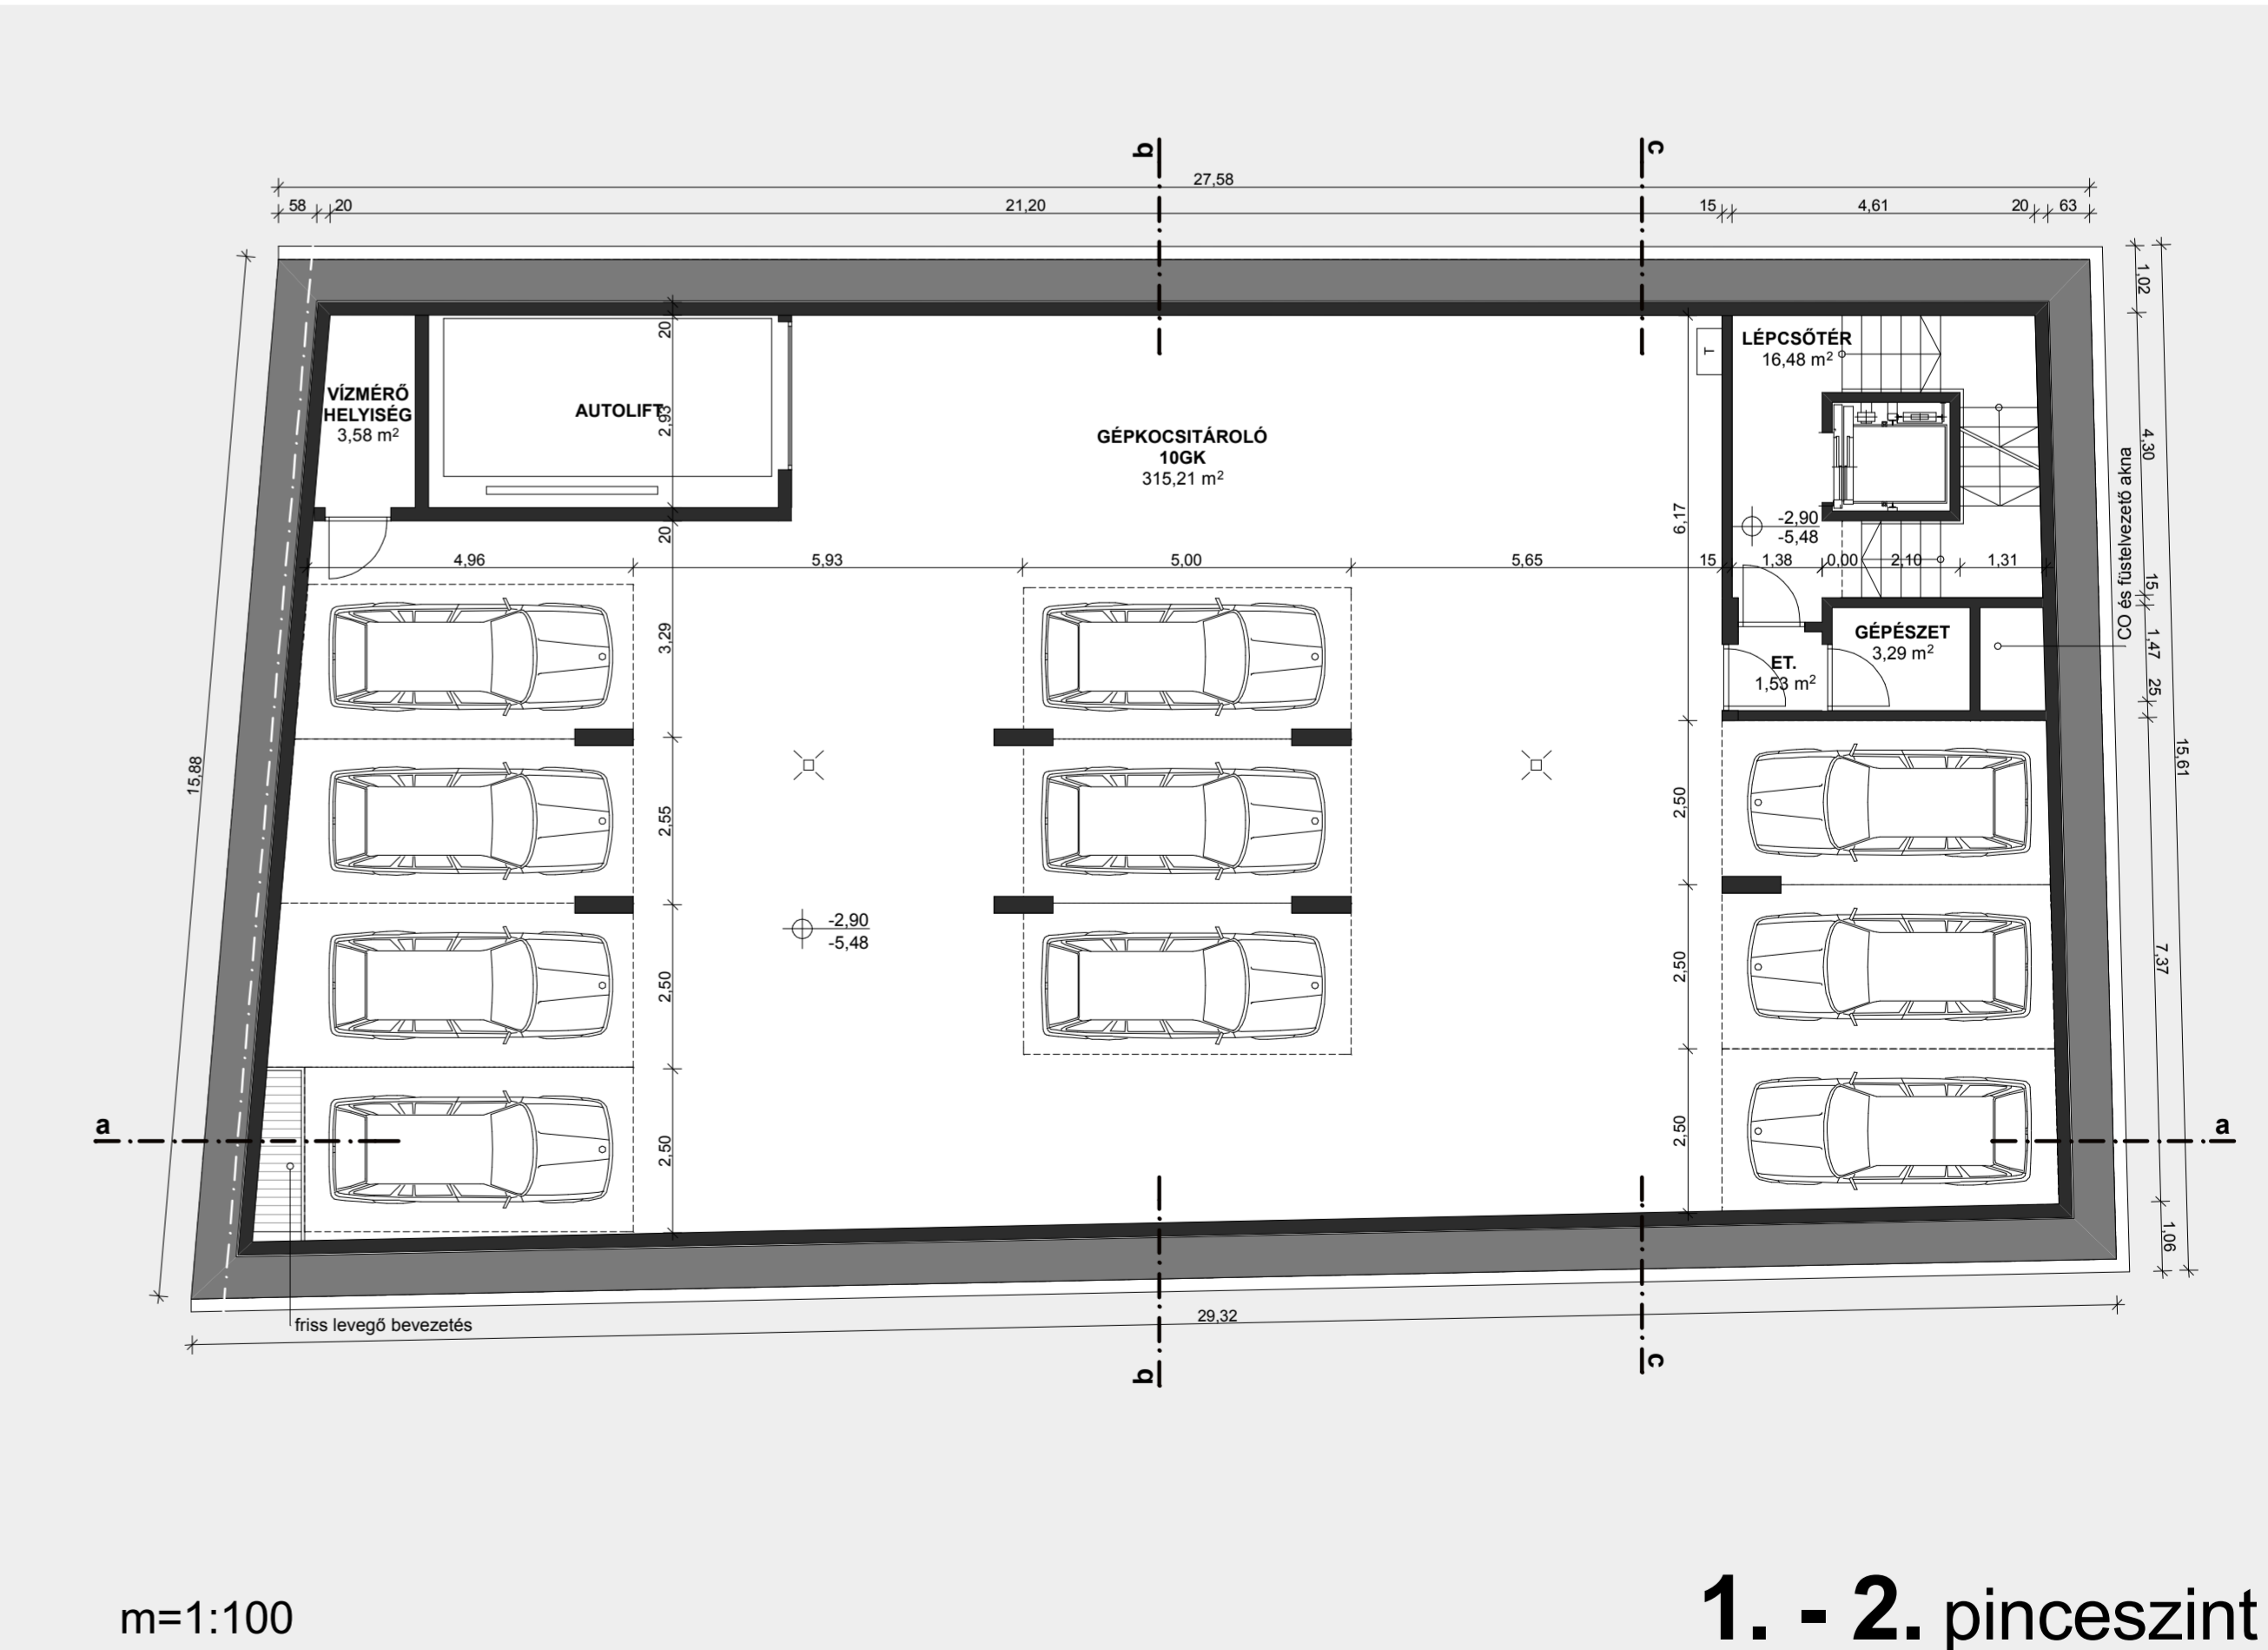 b
c
27,58
58
20
21,20
15
4,61
20
63
1,02
4,30
15
1,47
25
7,37
1,06
15,61
15,88
VÍZMÉRŐ
HELYISÉG
3,58 m²
AUTOLIFT
20
2,93
20
GÉPKOCSITÁROLÓ
10GK
315,21 m²
T
LÉPCSŐTÉR
16,48 m²
6,17
-2,90
-5,48
CO és füstelvezető akna
4,96
5,93
5,00
5,65
15
1,38
0,00
2,10
1,31
GÉPÉSZET
3,29 m²
ET.
1,53 m²
3,29
2,55
2,50
2,50
2,50
2,50
2,50
-2,90
-5,48
a
a
friss levegő bevezetés
29,32
b
c
m=1:100
1. - 2. pinceszint